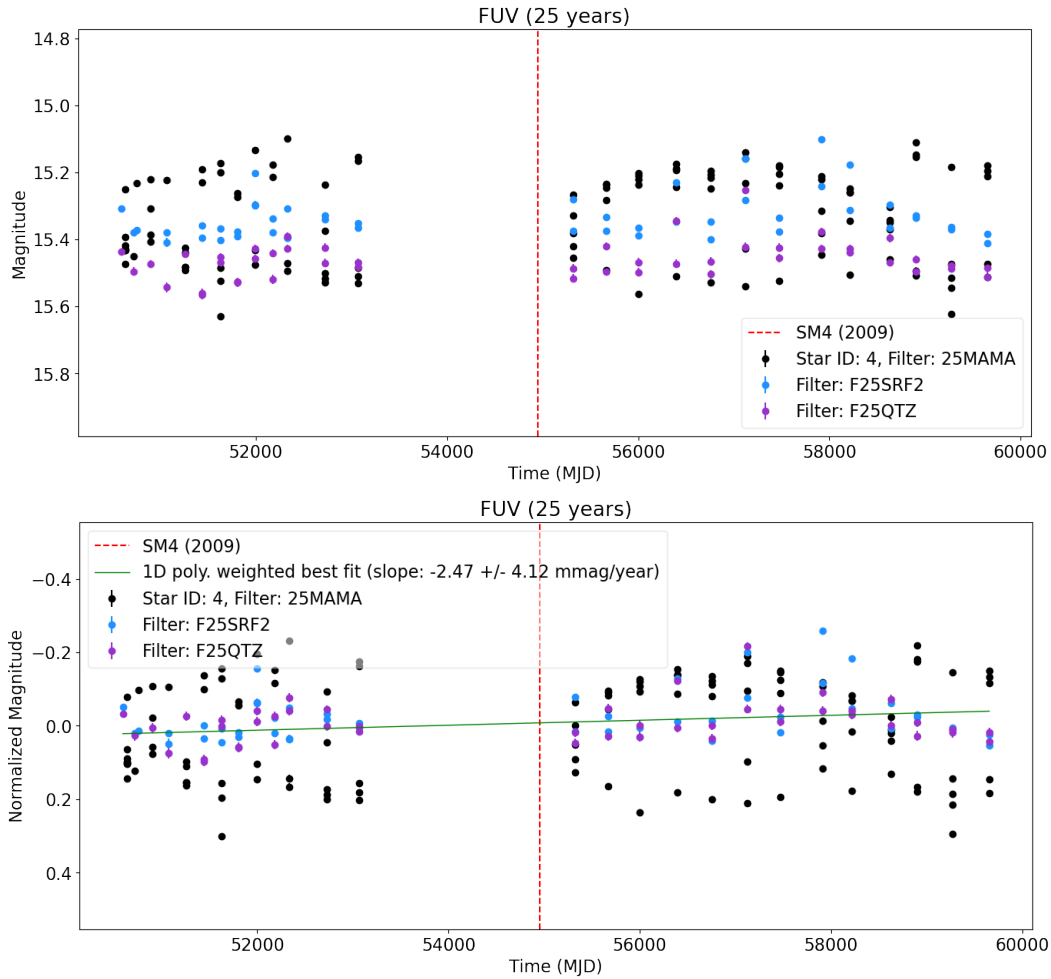 FUV (25 years)
14.8
15.0
15.2
15.4
15.6
15.8
Magnitude
SM4 (2009)
Star ID: 4, Filter: 25MAMA
Filter: F25SRF2
Filter: F25QTZ
52000
54000
56000
58000
60000
Time (MJD)
FUV (25 years)
−0.4
−0.2
0.0
0.2
0.4
Normalized Magnitude
SM4 (2009)
1D poly. weighted best fit (slope: -2.47 +/- 4.12 mmag/year)
Star ID: 4, Filter: 25MAMA
Filter: F25SRF2
Filter: F25QTZ
52000
54000
56000
58000
60000
Time (MJD)